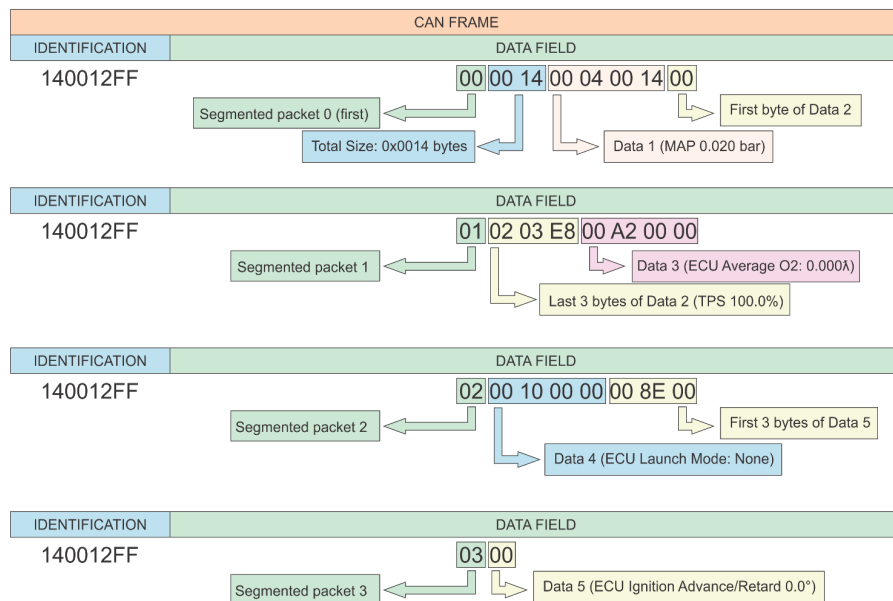 CAN FRAME
IDENTIFICATION DATA FIELD
140012FF 00 00 14 00 04 00 14 00
Segmented packet 0 (first) First byte of Data 2
Total Size: 0x0014 bytes Data 1 (MAP 0.020 bar)
IDENTIFICATION DATA FIELD
140012FF 01 02 03 E8 00 A2 00 00
Segmented packet 1 Data 3 (ECU Average O2: 0.000λ)
Last 3 bytes of Data 2 (TPS 100.0%)
IDENTIFICATION DATA FIELD
140012FF 02 00 10 00 00 00 8E 00
Segmented packet 2 First 3 bytes of Data 5
Data 4 (ECU Launch Mode: None)
IDENTIFICATION DATA FIELD
140012FF 03 00
Segmented packet 3 Data 5 (ECU Ignition Advance/Retard 0.0°)